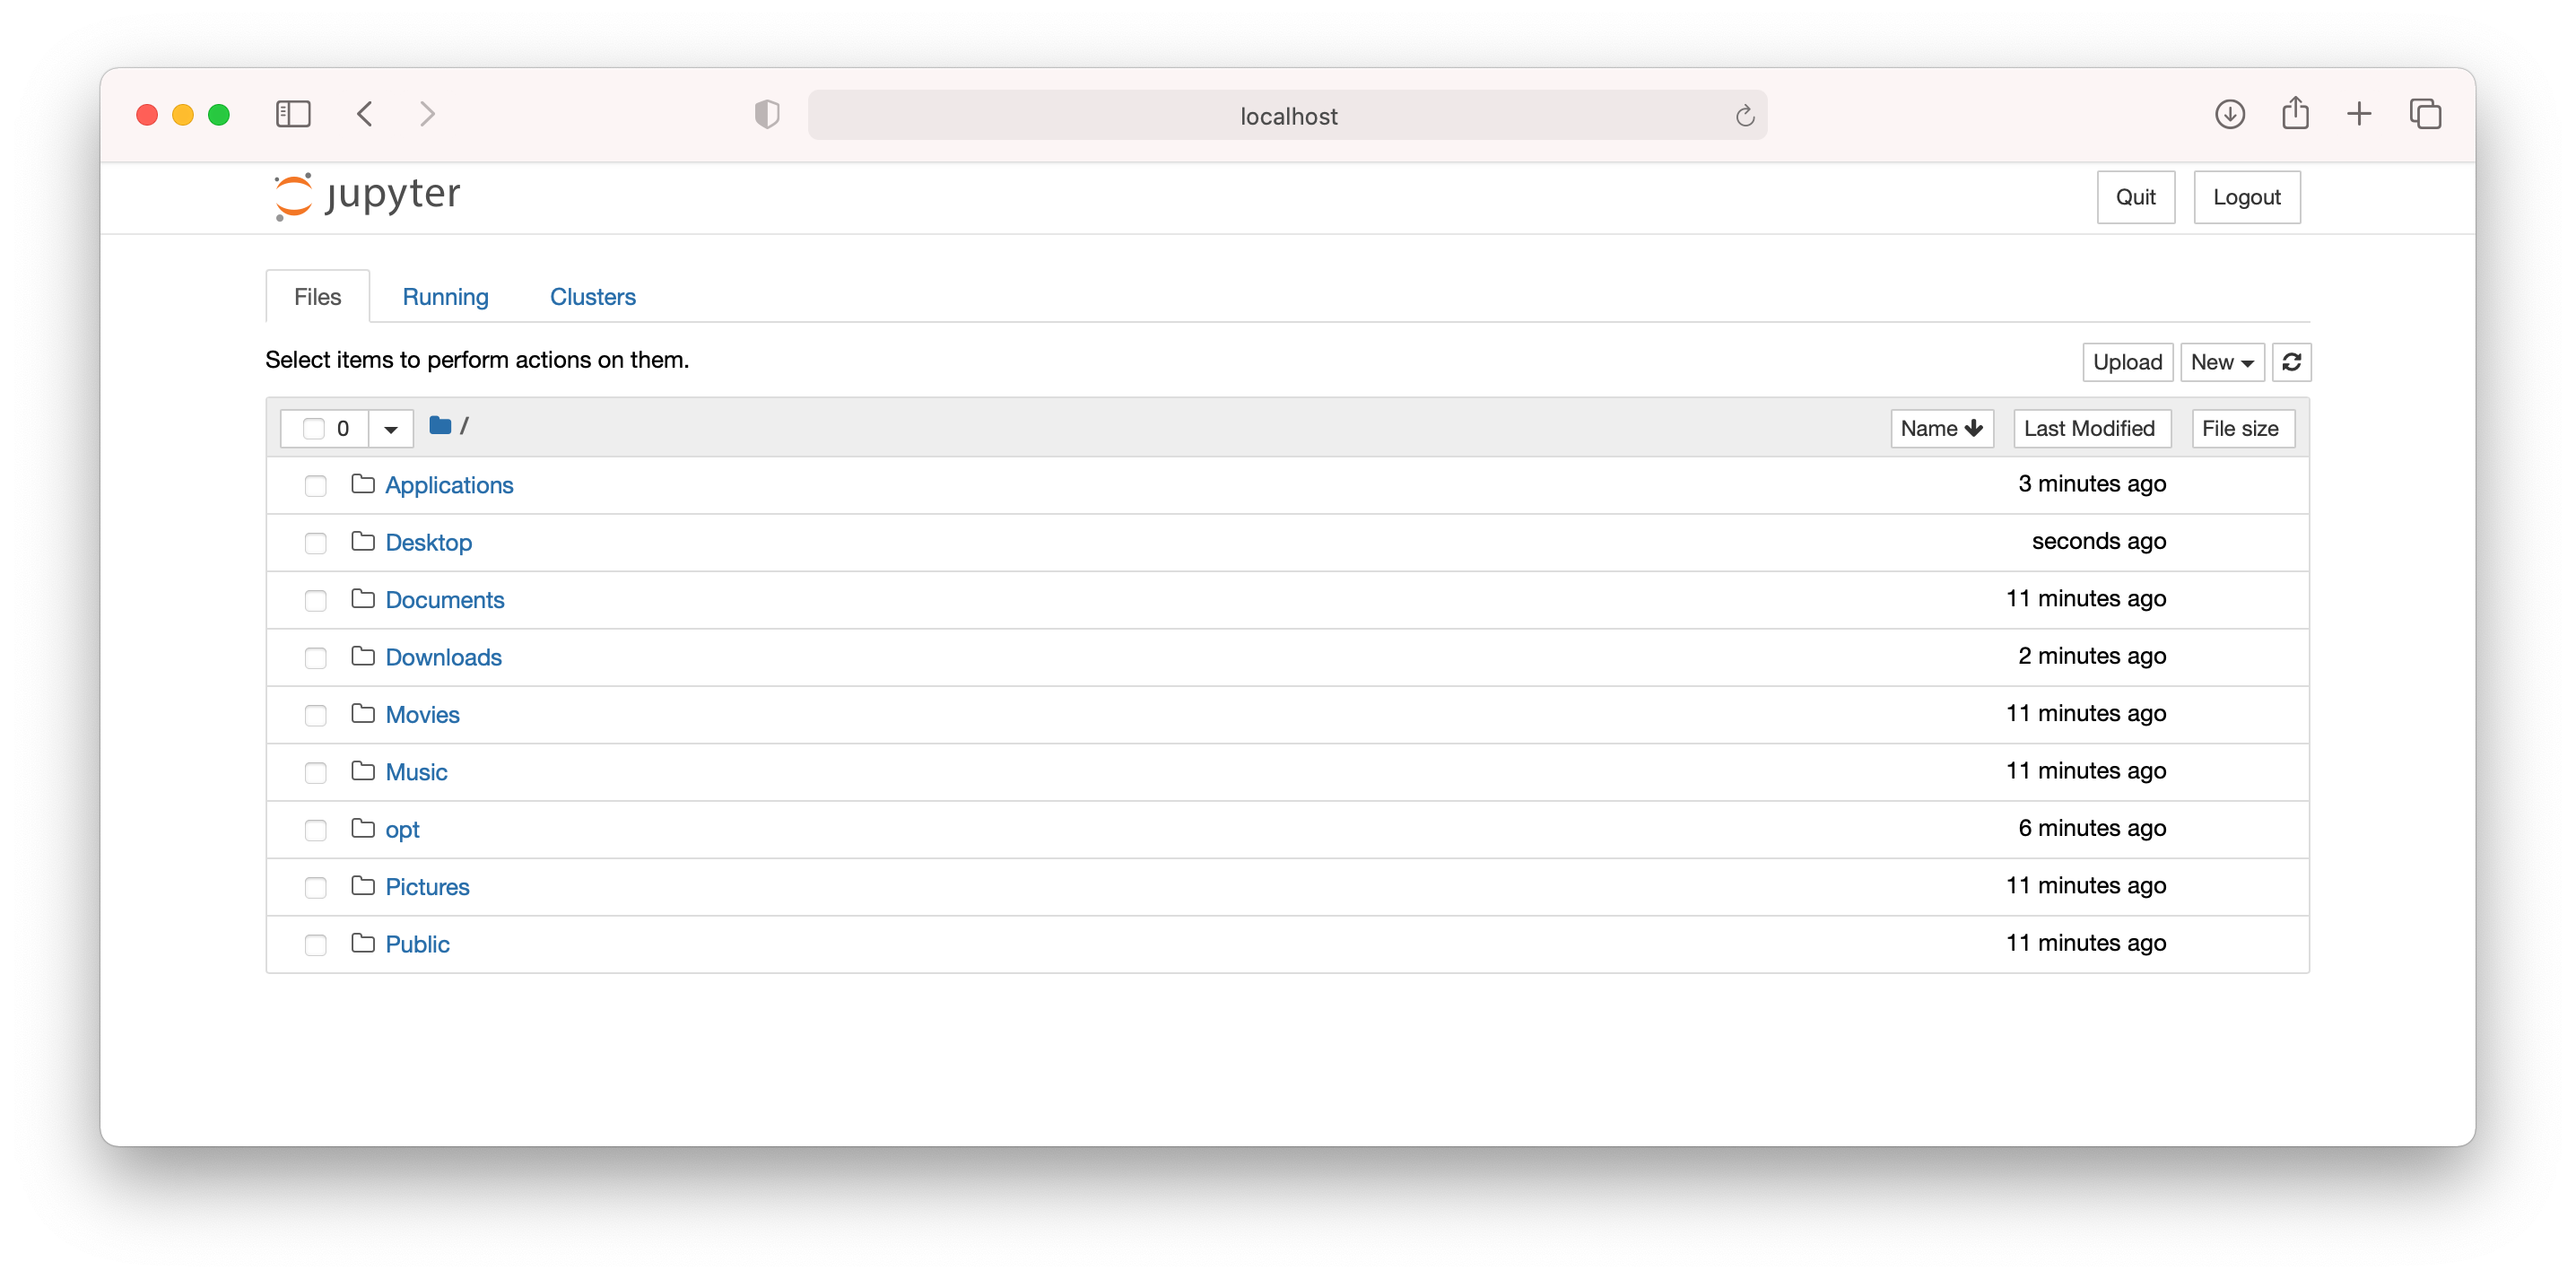 localhost
jupyter
Quit Logout
Files Running Clusters
Select items to perform actions on them.
Upload New
0 / Name Last Modified File size
Applications 3 minutes ago
Desktop seconds ago
Documents 11 minutes ago
Downloads 2 minutes ago
Movies 11 minutes ago
Music 11 minutes ago
opt 6 minutes ago
Pictures 11 minutes ago
Public 11 minutes ago